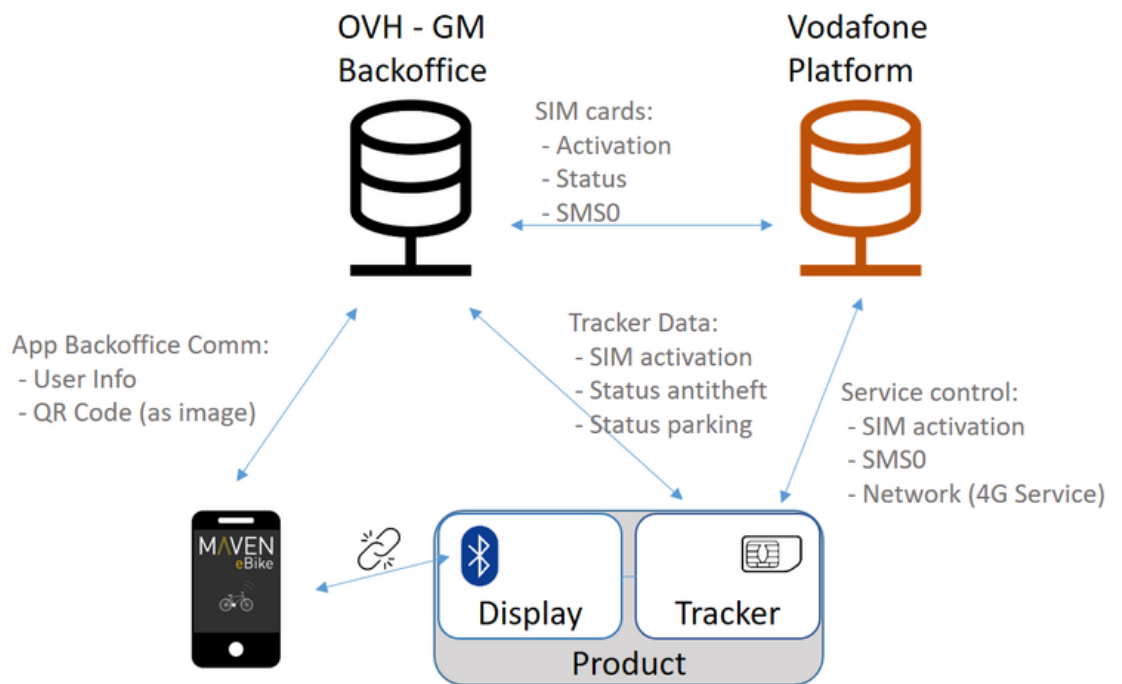 OVH - GM
Backoffice
Vodafone
Platform
SIM cards:
- Activation
- Status
- SMS0
App Backoffice Comm:
- User Info
- QR Code (as image)
Tracker Data:
- SIM activation
- Status antitheft
- Status parking
Service control:
- SIM activation
- SMS0
- Network (4G Service)
MAVEN
eBike
Display
Tracker
Product